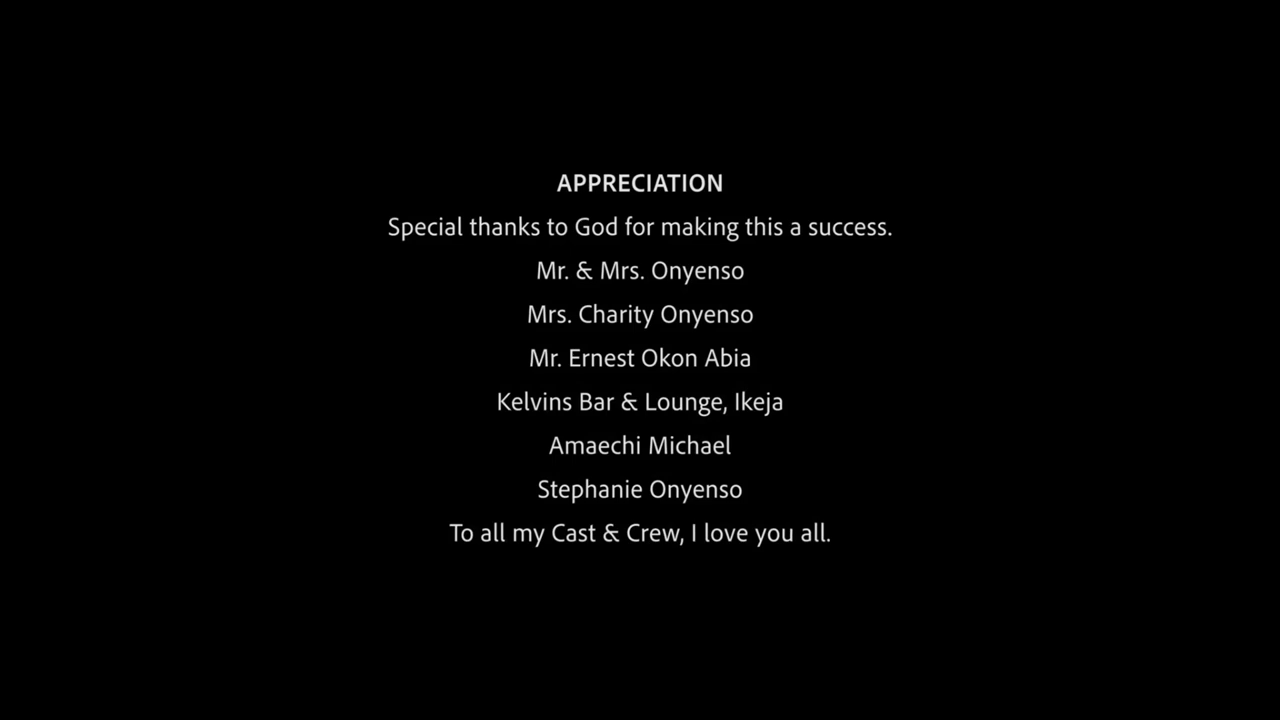 APPRECIATION
Special thanks to God for making this a success.
Mr. & Mrs. Onyenso
Mrs. Charity Onyenso
Mr. Ernest Okon Abia
Kelvins Bar & Lounge, Ikeja
Amaechi Michael
Stephanie Onyenso
To all my Cast & Crew, I love you all.